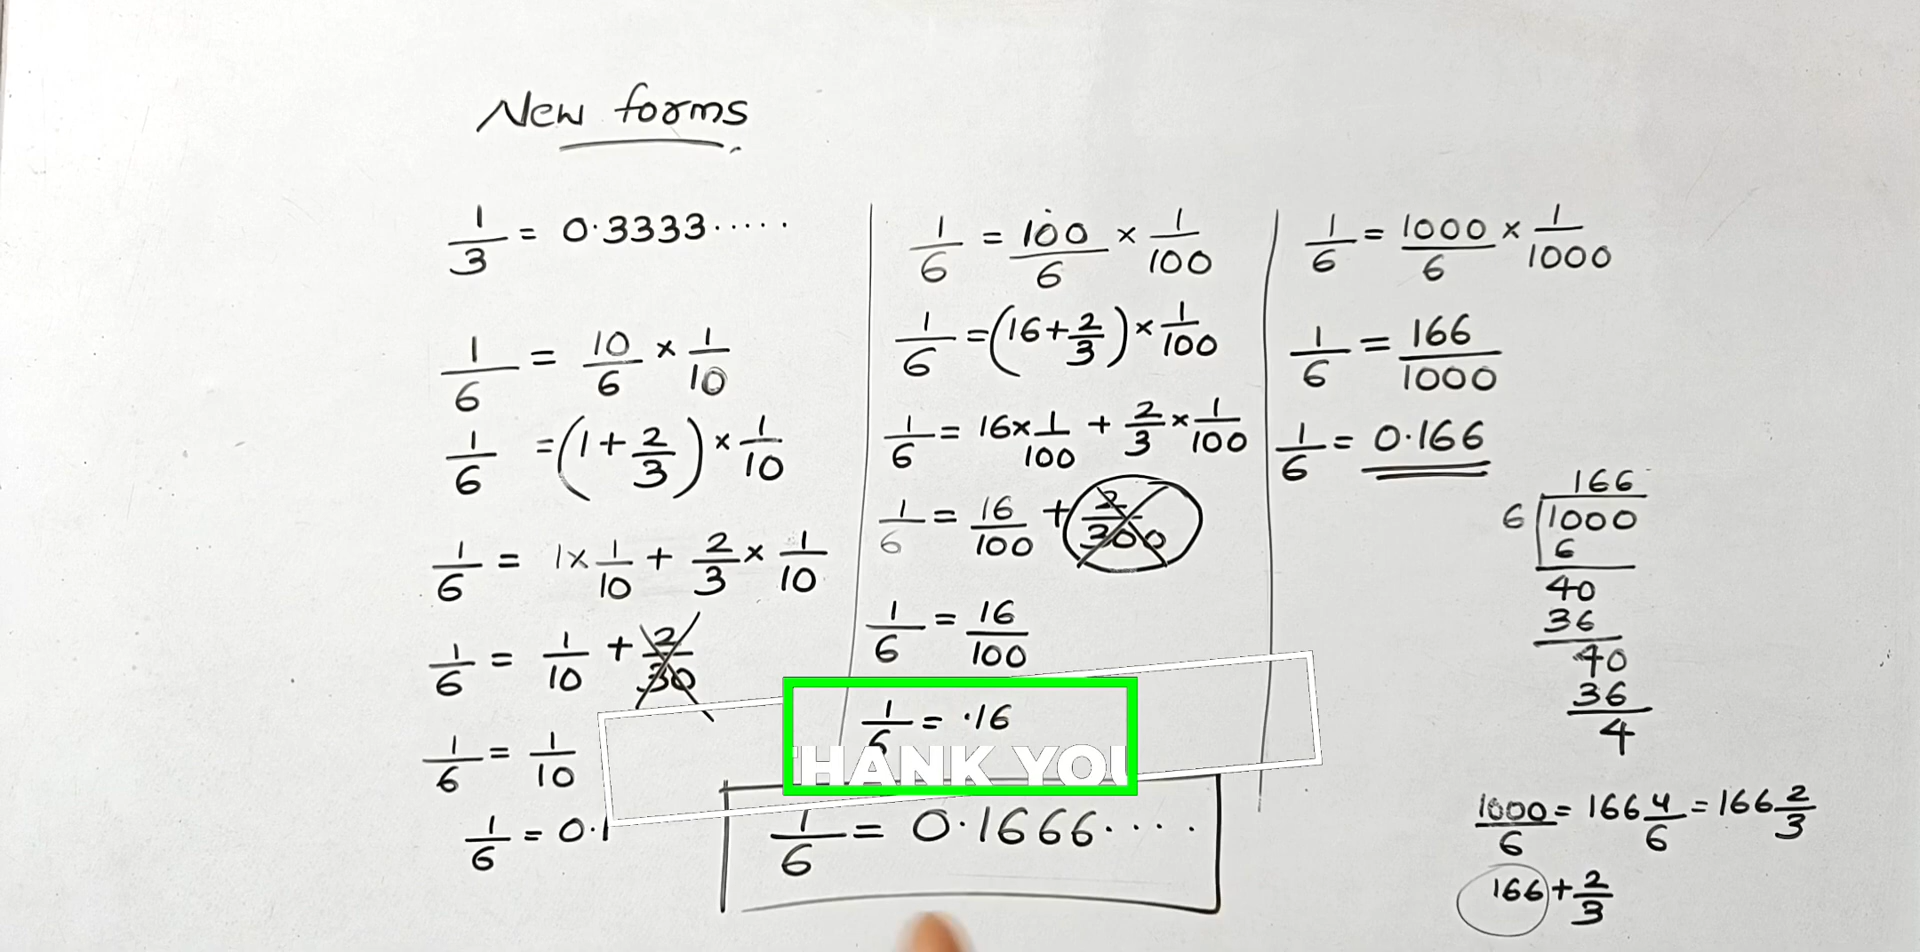 New forms
1/3 = 0.3333.....
1/6 = 10/6 × 1/10
1/6 = (1 + 2/3) × 1/10
1/6 = 1 × 1/10 + 2/3 × 1/10
1/6 = 1/10 + 2/30
1/6 = 1/10
1/6 = 0.1
1/6 = 100/6 × 1/100
1/6 = (16 + 2/3) × 1/100
1/6 = 16 × 1/100 + 2/3 × 1/100
1/6 = 16/100 + 2/300
1/6 = 16/100
1/6 = .16
THANK YOU
1/6 = 0.1666....
1/6 = 1000/6 × 1/1000
1/6 = 166/1000
1/6 = 0.166
166
6 1000
6
40
36
40
36
4
1000/6 = 166 4/6 = 166 2/3
166 + 2/3